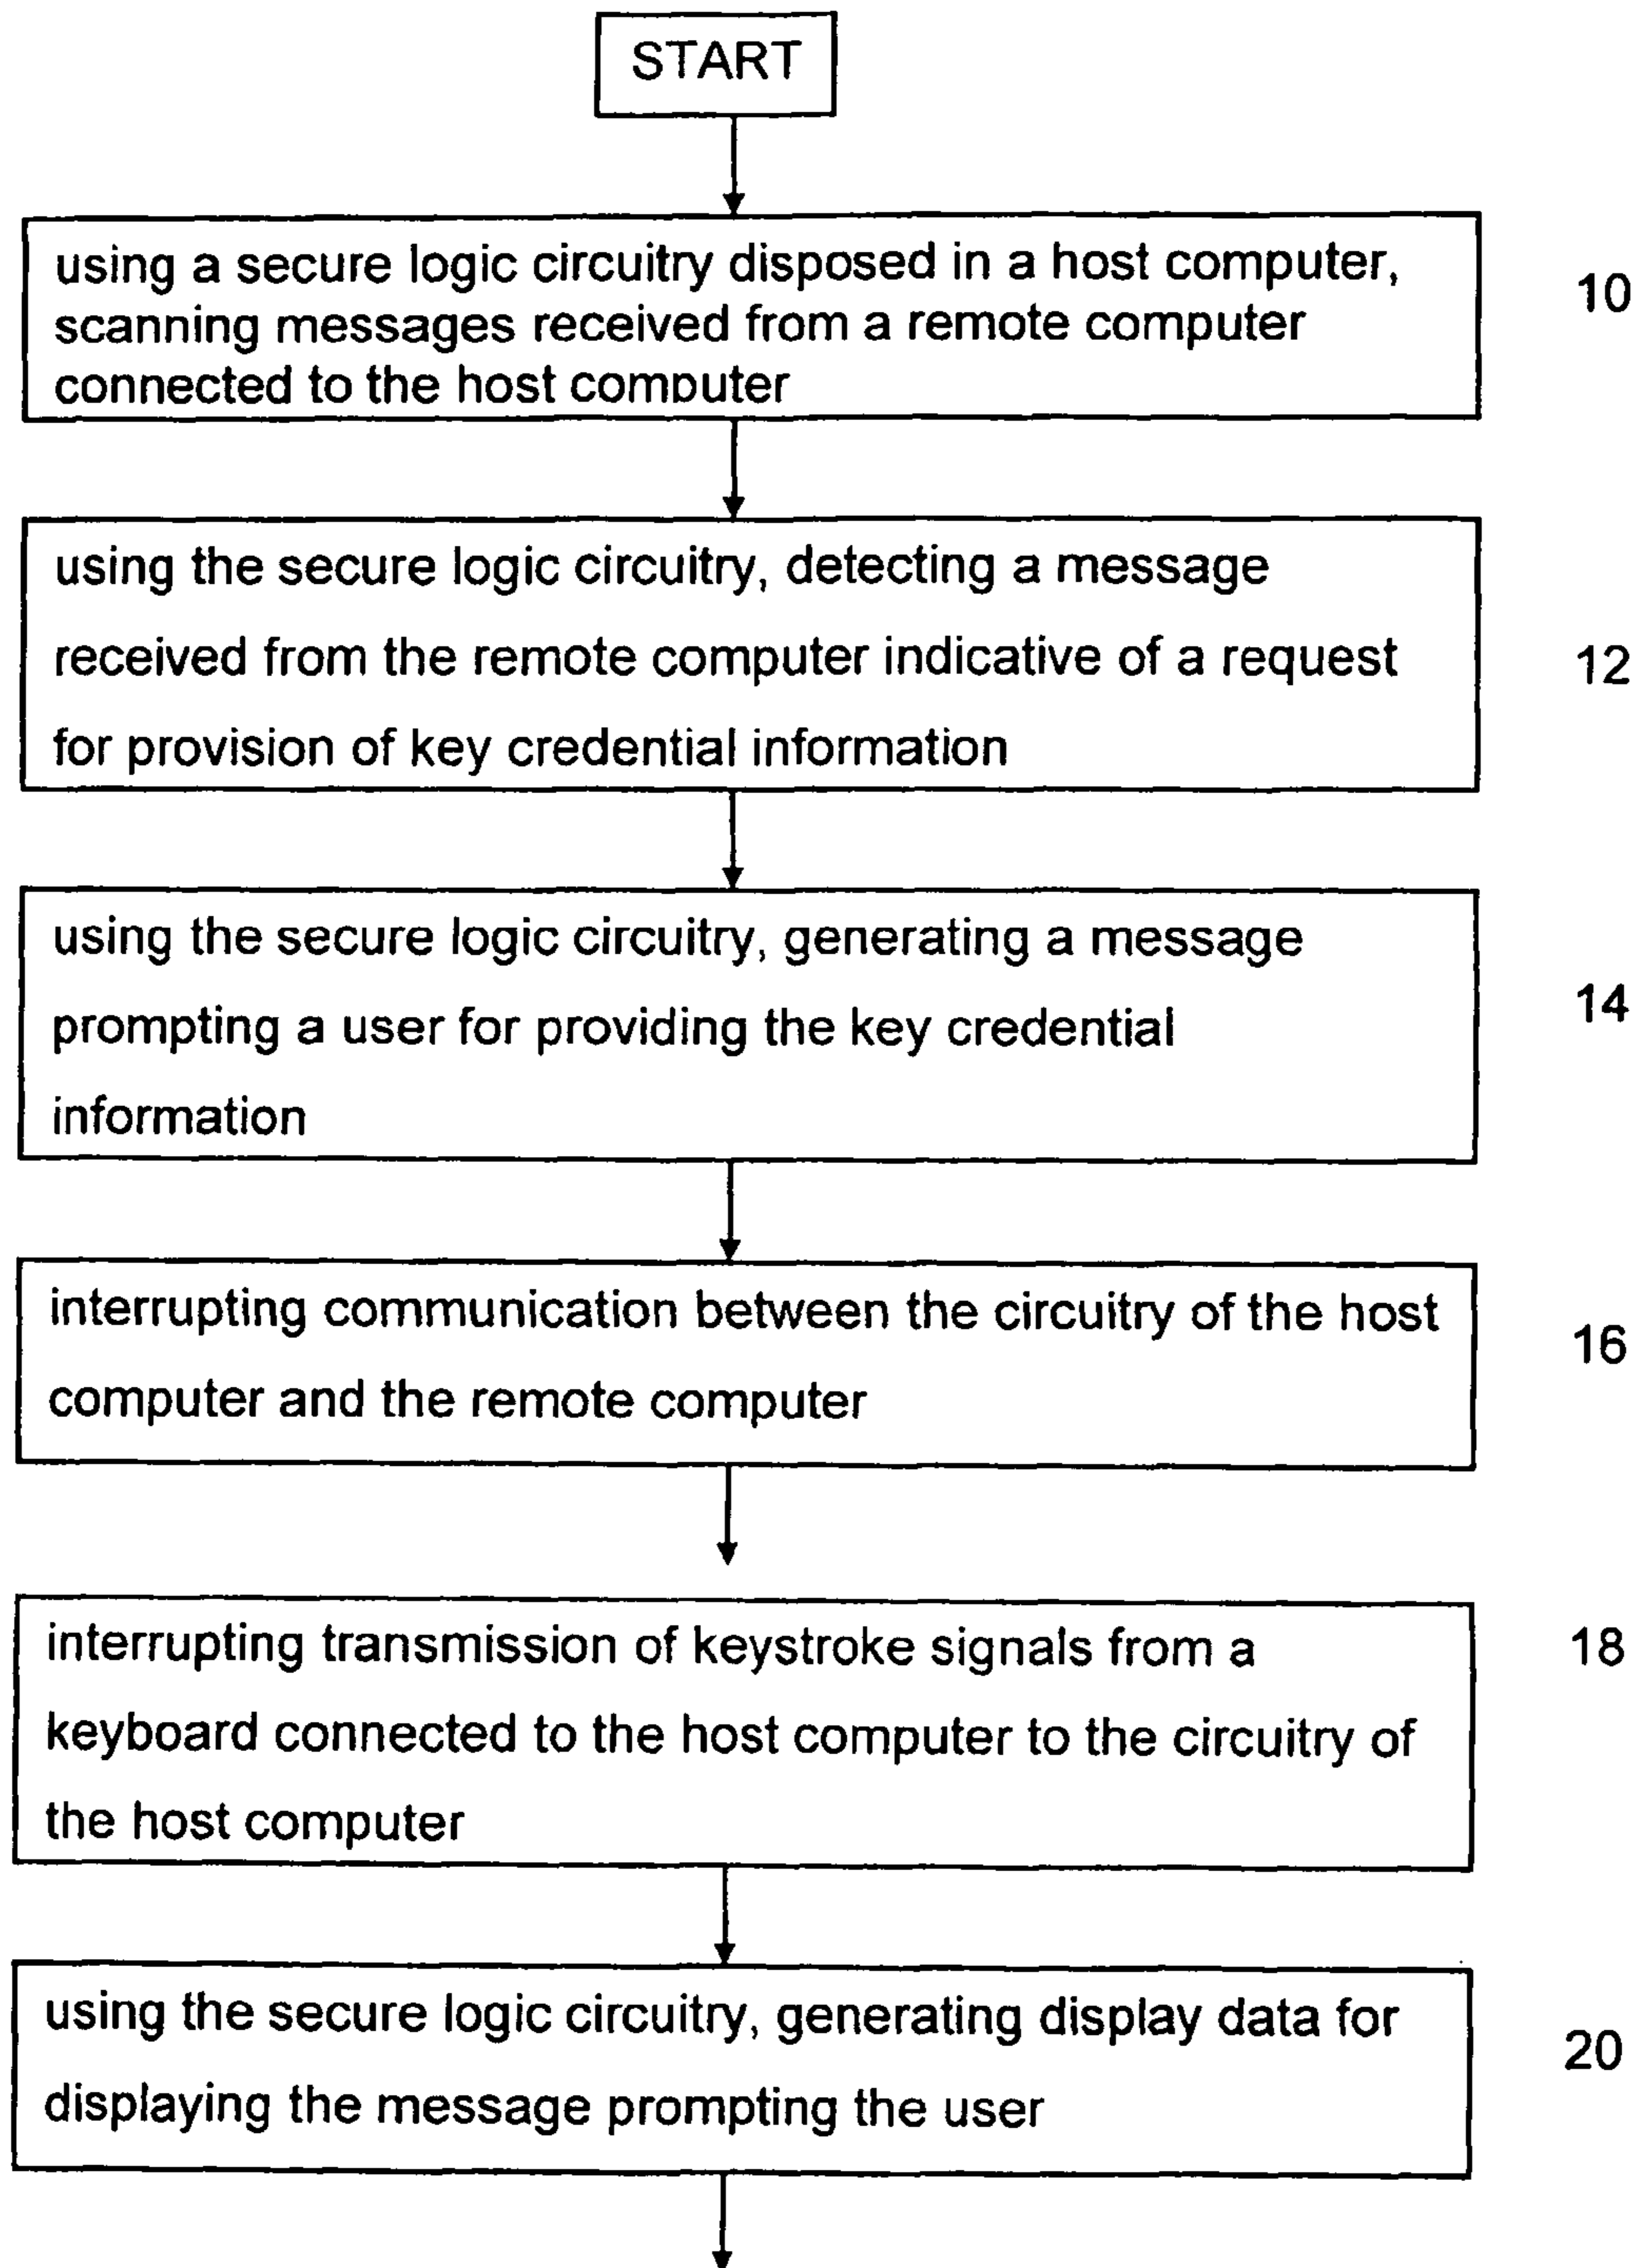 START
using a secure logic circuitry disposed in a host computer,
scanning messages received from a remote computer
connected to the host computer
10
using the secure logic circuitry, detecting a message
received from the remote computer indicative of a request
for provision of key credential information
12
using the secure logic circuitry, generating a message
prompting a user for providing the key credential
information
14
interrupting communication between the circuitry of the host
computer and the remote computer
16
interrupting transmission of keystroke signals from a
keyboard connected to the host computer to the circuitry of
the host computer
18
using the secure logic circuitry, generating display data for
displaying the message prompting the user
20